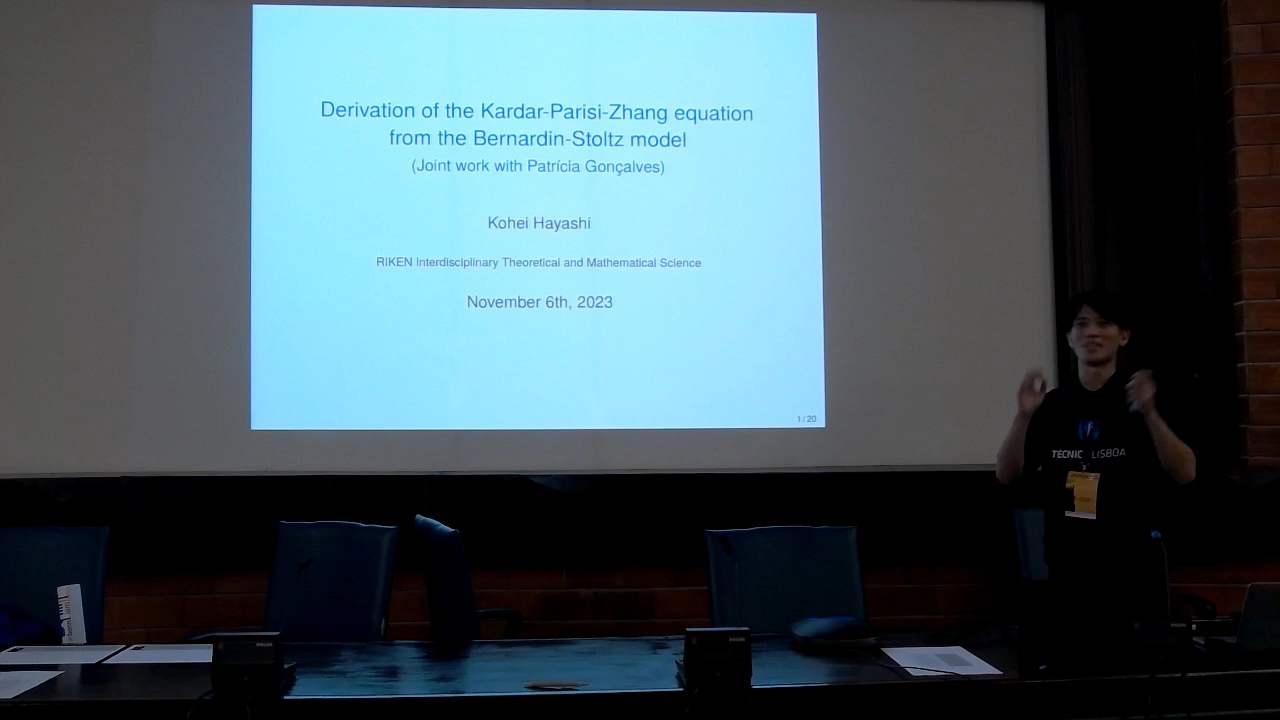 Derivation of the Kardar-Parisi-Zhang equation
from the Bernardin-Stoltz model
(Joint work with Patrícia Gonçalves)
Kohei Hayashi
RIKEN Interdisciplinary Theoretical and Mathematical Science
November 6th, 2023
1 / 20
LISBOA
PHILIPS